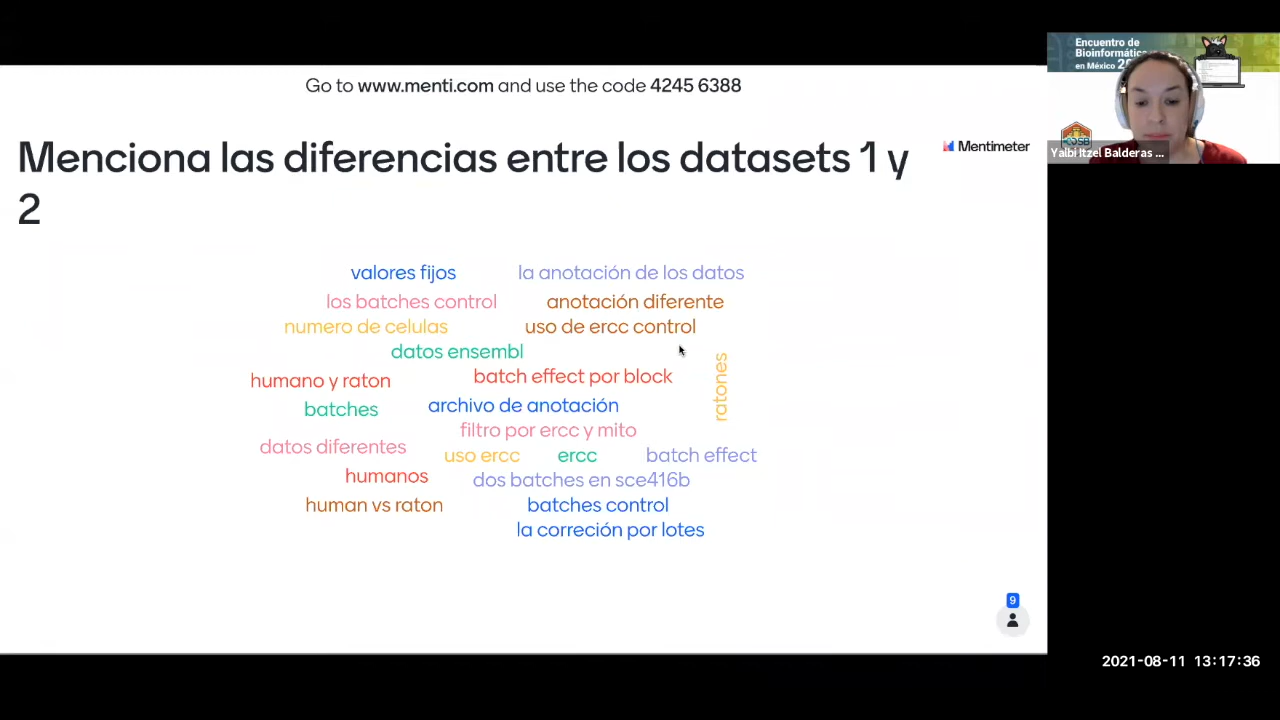 Go to www.menti.com and use the code 4245 6388
Menciona las diferencias entre los datasets 1 y
2
Mentimeter
valores fijos
la anotación de los datos
los batches control
anotación diferente
numero de celulas
uso de ercc control
datos ensembl
ratones
humano y raton
batch effect por block
batches
archivo de anotación
filtro por ercc y mito
datos diferentes
uso ercc
ercc
batch effect
humanos
dos batches en sce416b
human vs raton
batches control
la correción por lotes
9
Encuentro de
Bioinformática
en México 20
Yalbi Itzel Balderas ...
2021-08-11 13:17:36